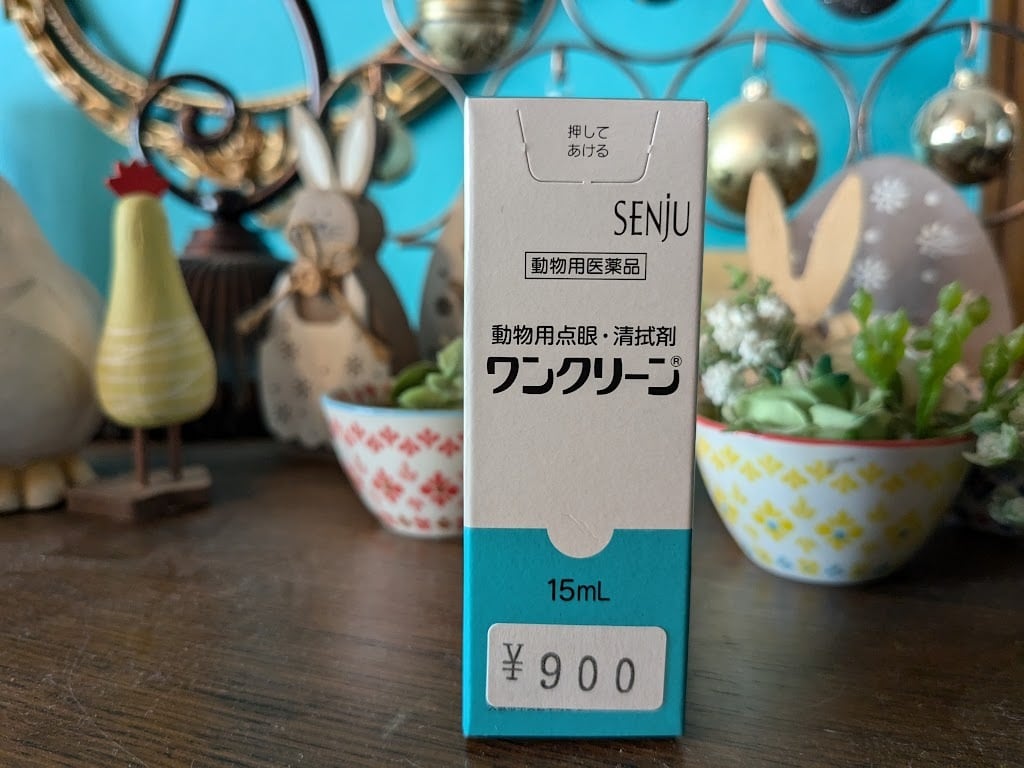 押して
あける
SENJU
動物用医薬品
動物用点眼・清拭剤
ワンクリーン®
15mL
¥900